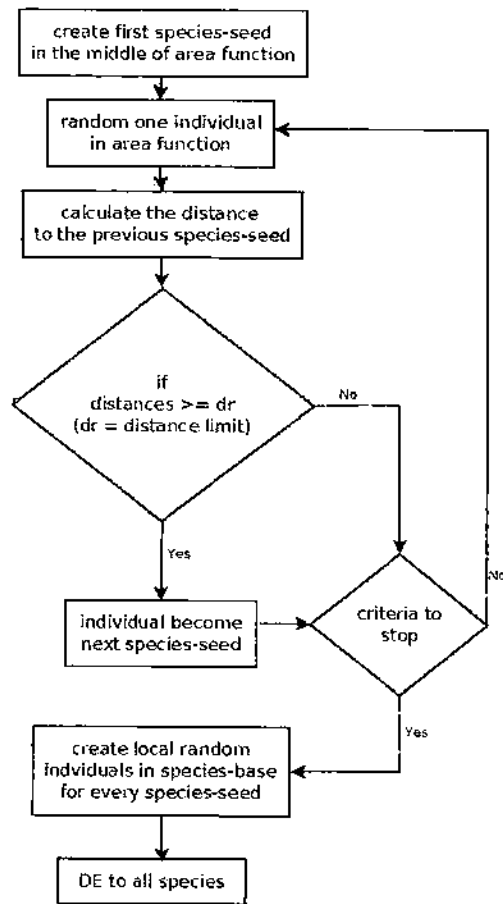 create first species-seed
in the middle of area function
random one individual
in area function
calculate the distance
to the previous species-seed
if
distances >= dr
(dr = distance limit)
No
Yes
individual become
next species-seed
criteria to
stop
No
Yes
create local random
indviduals in species-base
for every species-seed
DE to all species